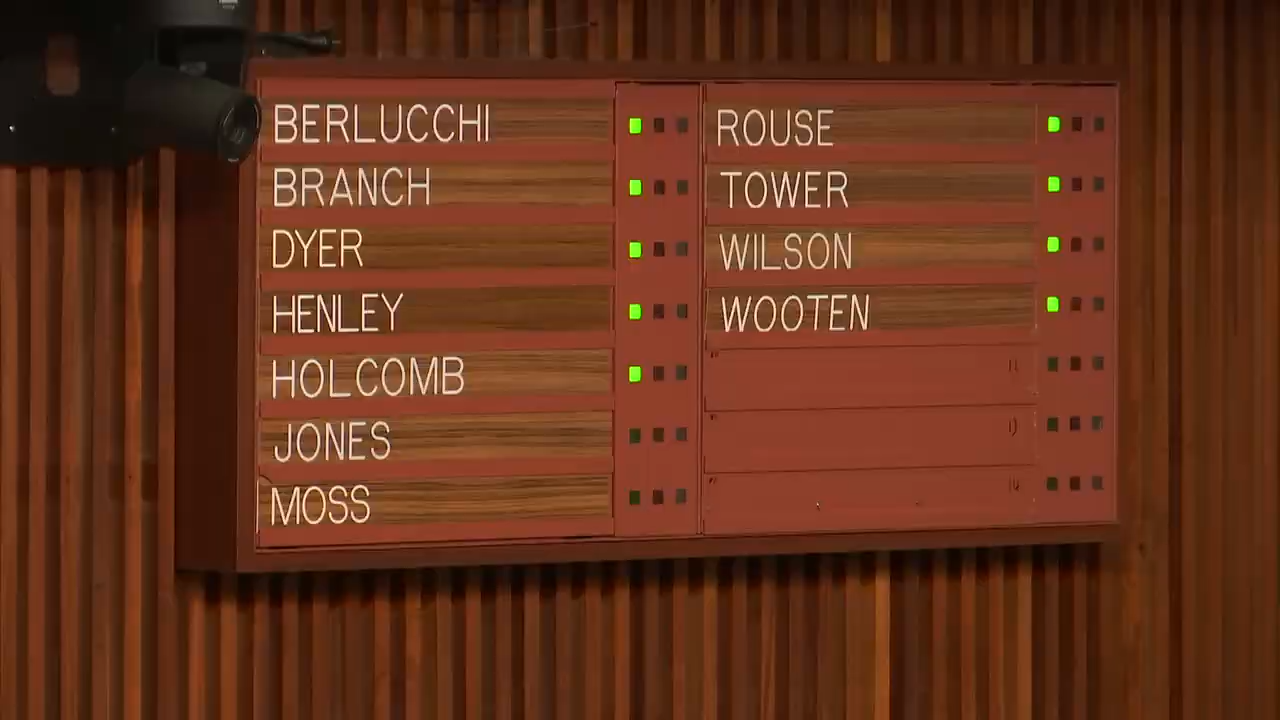 BERLUCCHI
BRANCH
DYER
HENLEY
HOLCOMB
JONES
MOSS
ROUSE
TOWER
WILSON
WOOTEN